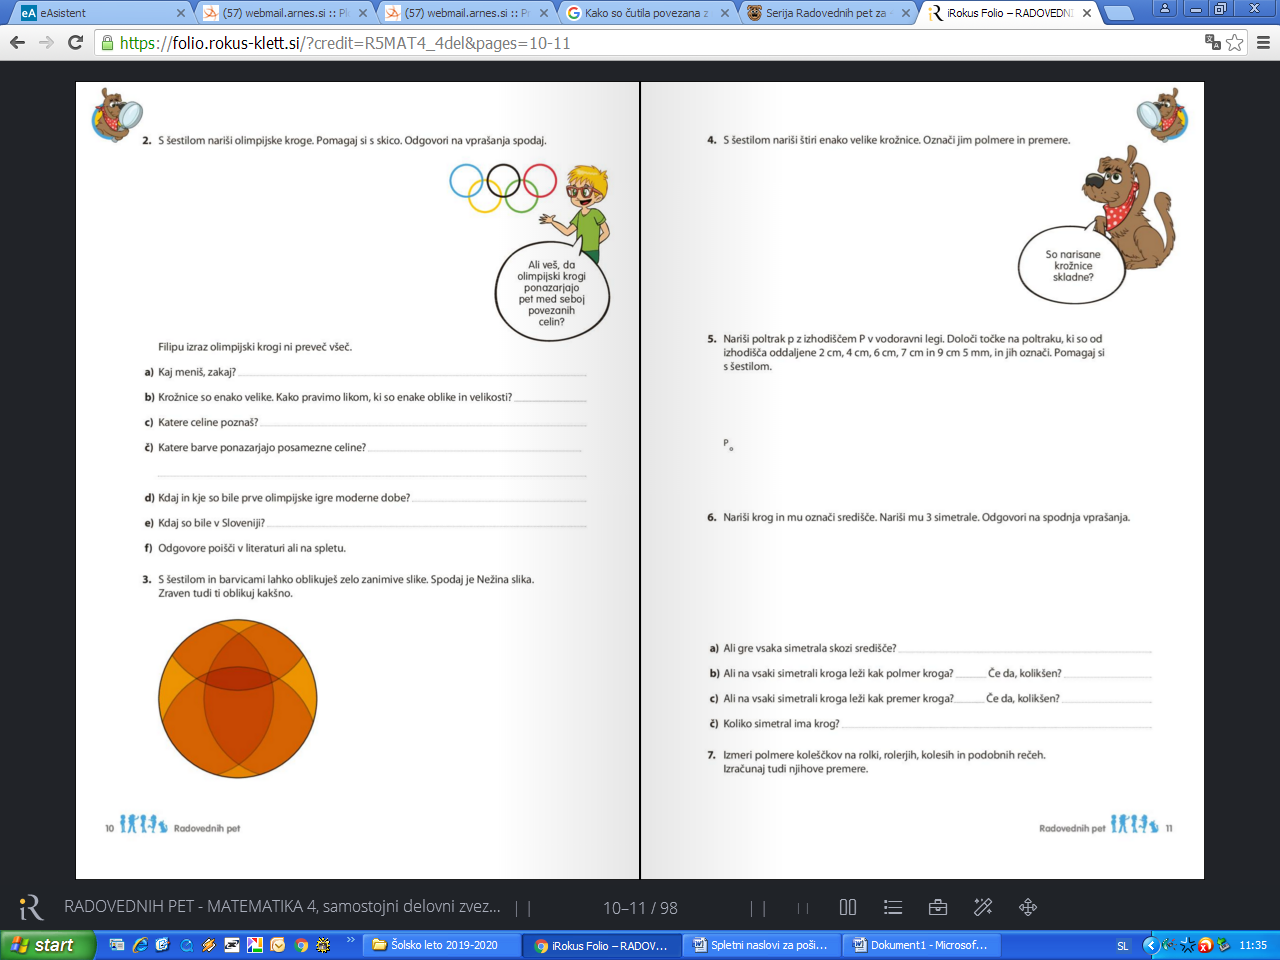 eAsistent
(57) webmail.arnes.si :: P
(57) webmail.arnes.si :: P
Kako so čutila povezana z
Serija Radovednih pet za
iRokus Folio – RADOVEDNI
https://folio.rokus-klett.si/?credit=R5MAT4_4del&pages=10-11
2. S šestilom nariši olimpijske kroge. Pomagaj si s skico. Odgovori na vprašanja spodaj.
Ali veš, da
olimpijski krogi
ponazarjajo
pet med seboj
povezanih
celin?
Filipu izraz olimpijski krogi ni preveč všeč.
a) Kaj meniš, zakaj?
b) Krožnice so enako velike. Kako pravimo likom, ki so enake oblike in velikosti?
c) Katere celine poznaš?
č) Katere barve ponazarjajo posamezne celine?
d) Kdaj in kje so bile prve olimpijske igre moderne dobe?
e) Kdaj so bile v Sloveniji?
f) Odgovore poišči v literaturi ali na spletu.
3. S šestilom in barvicami lahko oblikuješ zelo zanimive slike. Spodaj je Nežina slika.
Zraven tudi ti oblikuj kakšno.
10 Radovednih pet
4. S šestilom nariši štiri enako velike krožnice. Označi jim polmere in premere.
So narisane
krožnice
skladne?
5. Nariši poltrak p z izhodiščem P v vodoravni legi. Določi točke na poltraku, ki so od
izhodišča oddaljene 2 cm, 4 cm, 6 cm, 7 cm in 9 cm 5 mm, in jih označi. Pomagaj si
s šestilom.
P
6. Nariši krog in mu označi središče. Nariši mu 3 simetrale. Odgovori na spodnja vprašanja.
a) Ali gre vsaka simetrala skozi središče?
b) Ali na vsaki simetrali kroga leži kak polmer kroga? Če da, kolikšen?
c) Ali na vsaki simetrali kroga leži kak premer kroga? Če da, kolikšen?
č) Koliko simetral ima krog?
7. Izmeri polmere koleščkov na rolki, rolerjih, kolesih in podobnih rečeh.
Izračunaj tudi njihove premere.
Radovednih pet 11
iR RADOVEDNIH PET - MATEMATIKA 4, samostojni delovni zvez... 10–11 / 98
start
Šolsko leto 2019-2020
iRokus Folio – RADOV...
Spletni naslovi za poši...
Dokument1 - Microsof...
SL
11:35